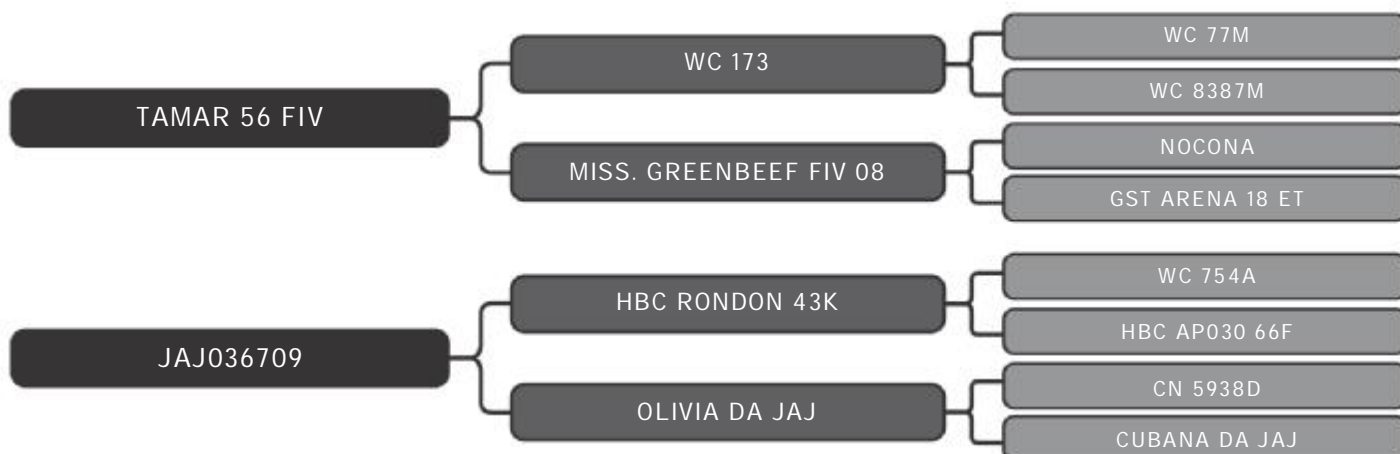 WC 77M
WC 173
WC 8387M
TAMAR 56 FIV
NOCONA
MISS. GREENBEEF FIV 08
GST ARENA 18 ET
WC 754A
HBC RONDON 43K
HBC AP030 66F
JAJ036709
CN 5938D
OLIVIA DA JAJ
CUBANA DA JAJ